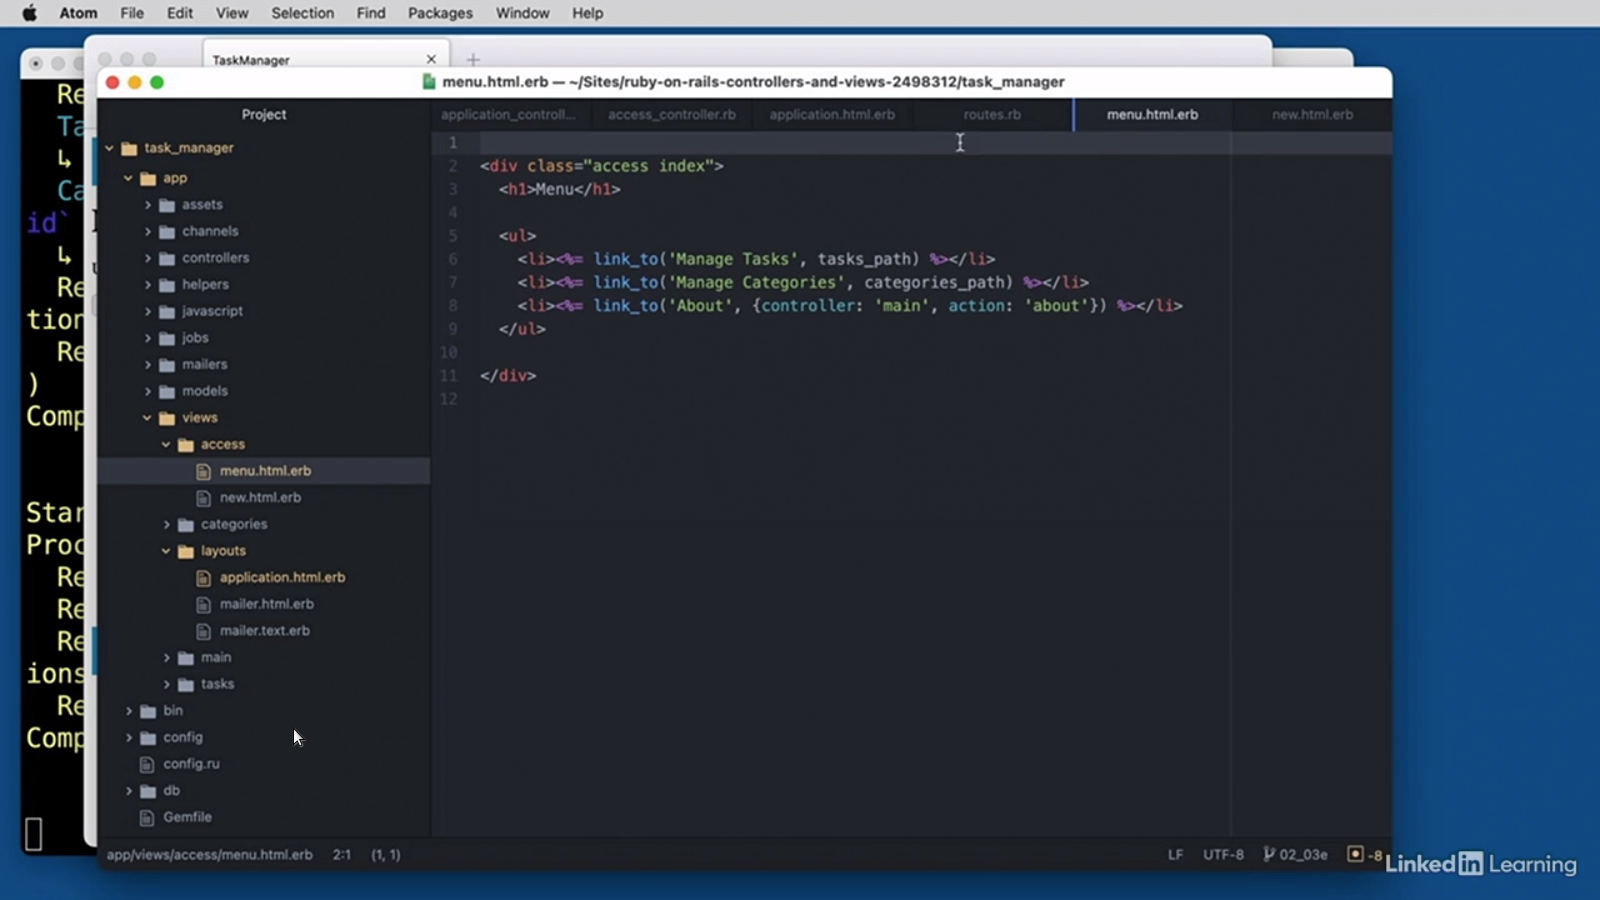 Atom File Edit View Selection Find Packages Window Help
TaskManager
menu.html.erb — ~/Sites/ruby-on-rails-controllers-and-views-2498312/task_manager
Project
application_controll... access_controller.rb application.html.erb routes.rb menu.html.erb new.html.erb
task_manager
app
assets
channels
controllers
helpers
javascript
jobs
mailers
models
views
access
menu.html.erb
new.html.erb
categories
layouts
application.html.erb
mailer.html.erb
mailer.text.erb
main
tasks
bin
config
config.ru
db
Gemfile
1
2 <div class="access index">
3 <h1>Menu</h1>
4
5 <ul>
6 <li><%= link_to('Manage Tasks', tasks_path) %></li>
7 <li><%= link_to('Manage Categories', categories_path) %></li>
8 <li><%= link_to('About', {controller: 'main', action: 'about'}) %></li>
9 </ul>
10
11 </div>
12
Re
Ta
↳
Ca
id`
↳
Re
tion
Re
)
Comp
Star
Proc
Re
Re
Re
ions
Re
Comp
app/views/access/menu.html.erb 2:1 (1, 1) LF UTF-8 02_03e -8
LinkedIn Learning